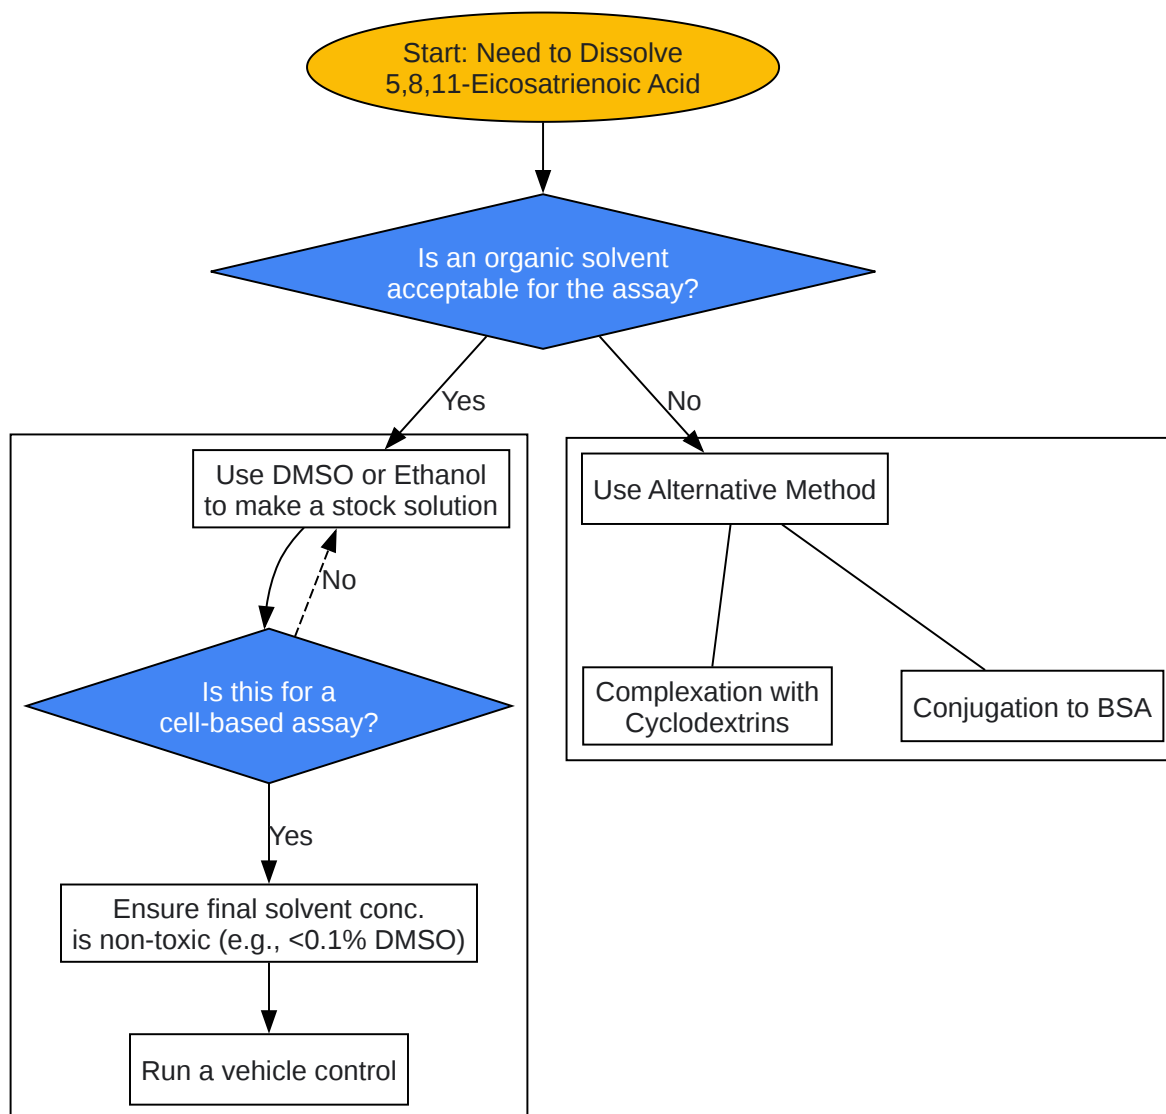 Start: Need to Dissolve
5,8,11-Eicosatrienoic Acid
Is an organic solvent
acceptable for the assay?
Yes
No
Use DMSO or Ethanol
to make a stock solution
Use Alternative Method
No
Is this for a
cell-based assay?
Complexation with
Cyclodextrins
Conjugation to BSA
Yes
Ensure final solvent conc.
is non-toxic (e.g., <0.1% DMSO)
Run a vehicle control